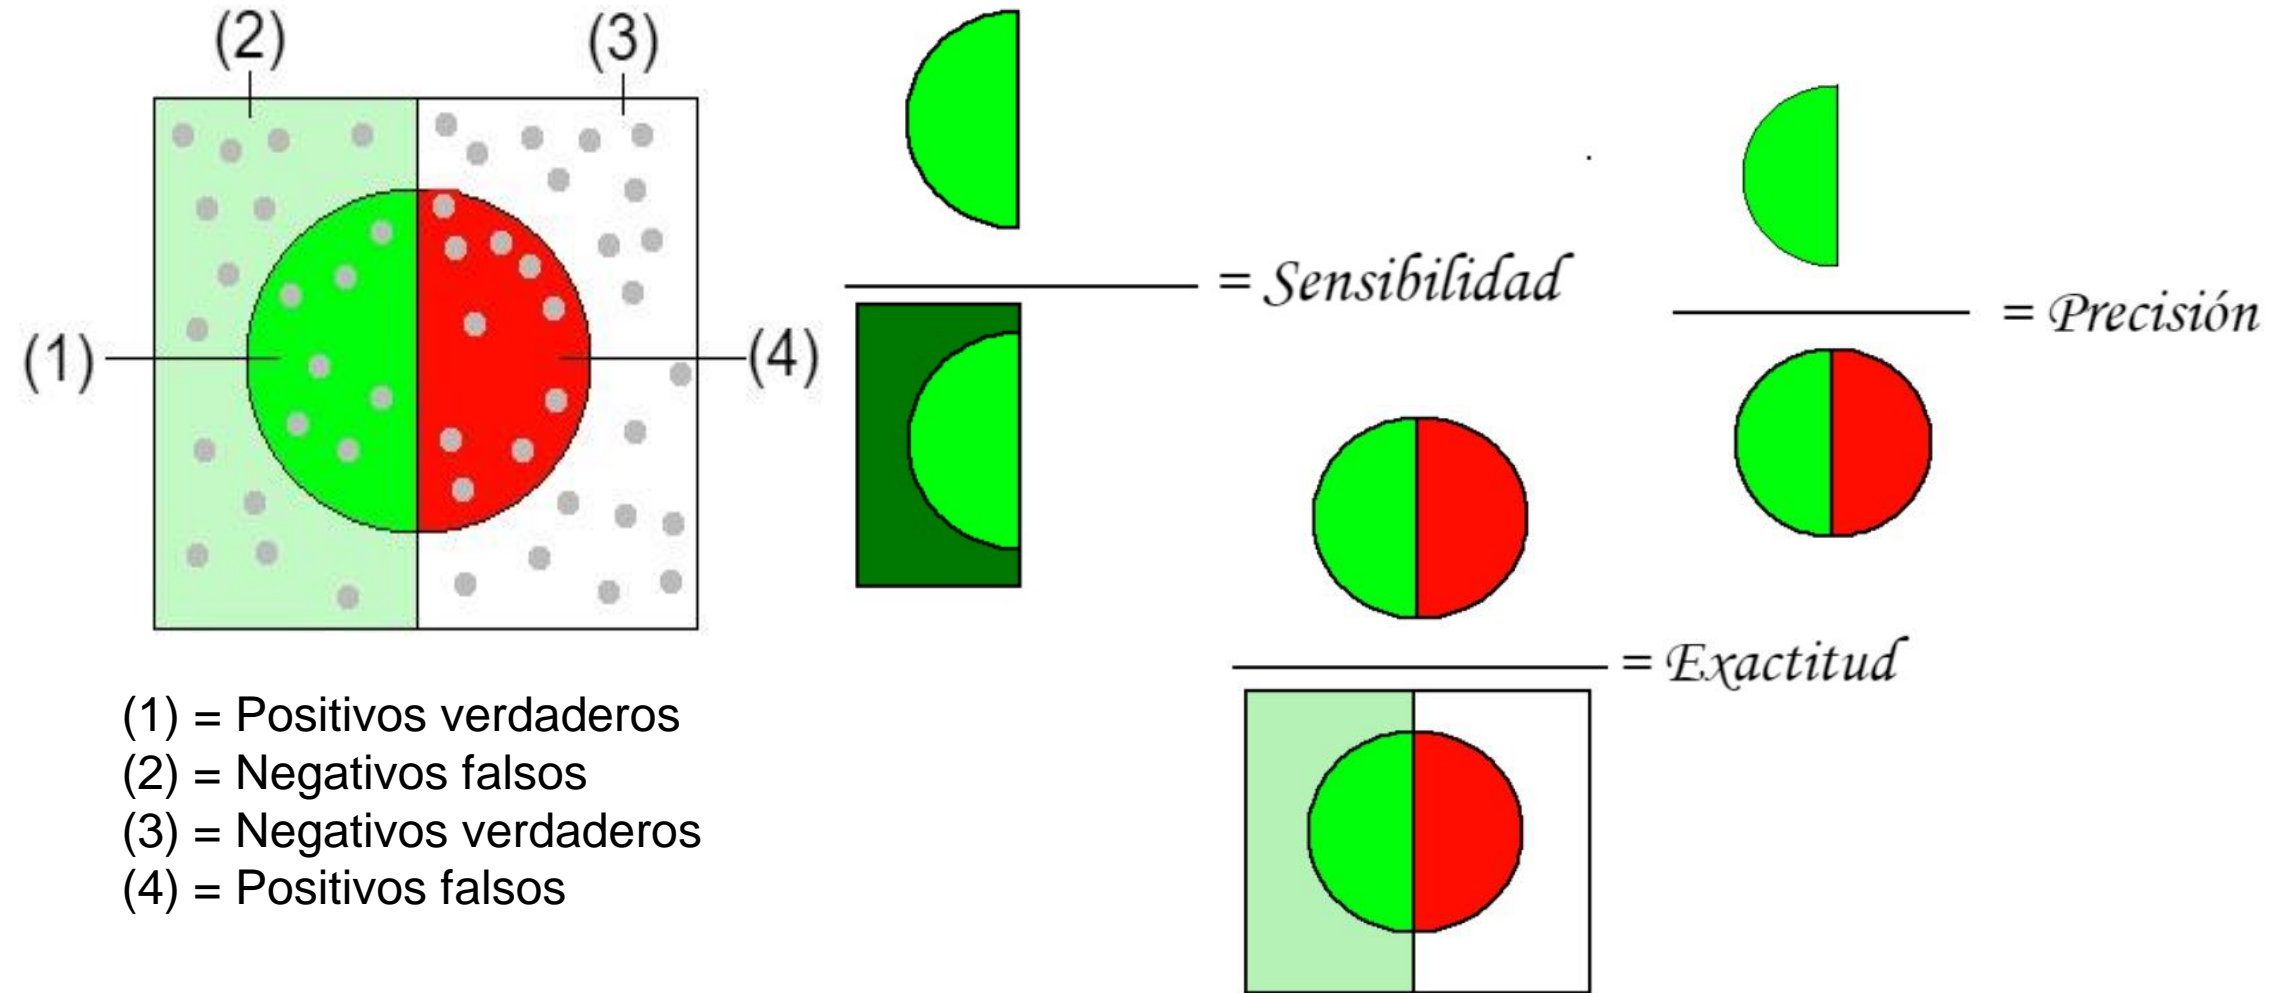 (2)
(3)
(1)
(4)
= Sensibilidad
= Precisión
= Exactitud
(1) = Positivos verdaderos
(2) = Negativos falsos
(3) = Negativos verdaderos
(4) = Positivos falsos